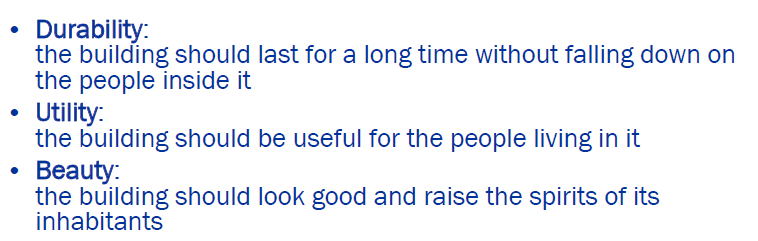 • Durability:
the building should last for a long time without falling down on
the people inside it
• Utility:
the building should be useful for the people living in it
• Beauty:
the building should look good and raise the spirits of its
inhabitants